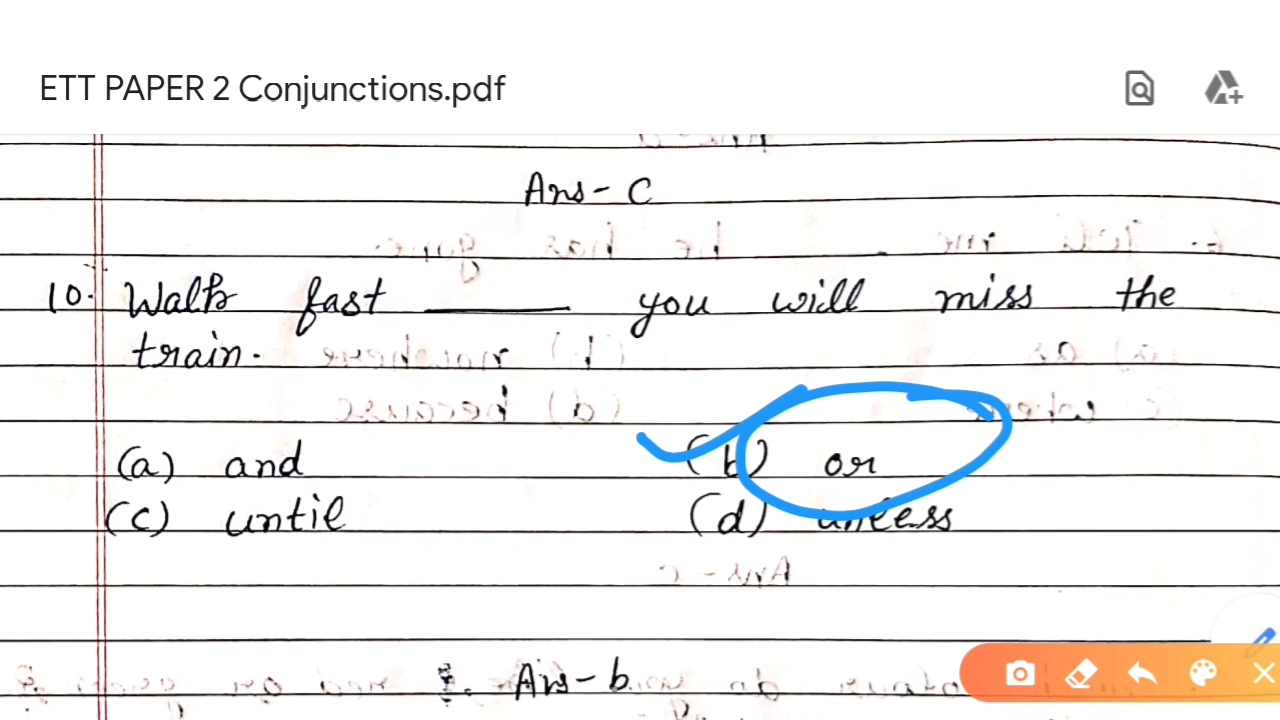 ETT PAPER 2 Conjunctions.pdf
Ans - C
10. Walk fast ______ you will miss the
train.
(a) and (b) or
(c) until (d) unless
Ans - b